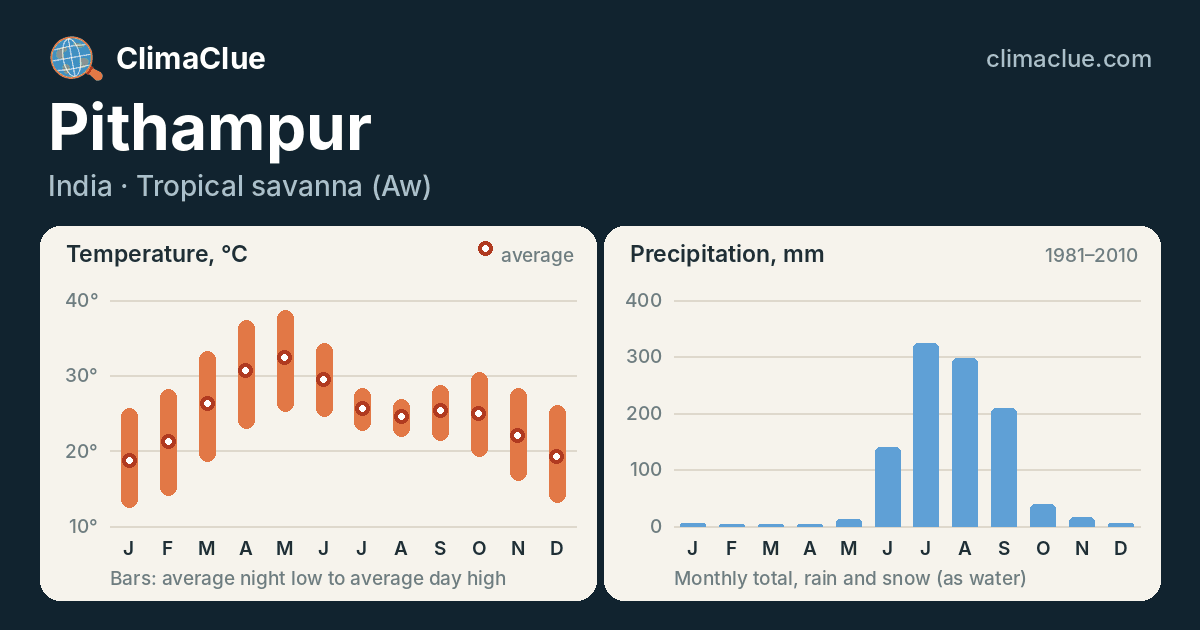 ClimaClue
climaclue.com
Pithampur
India · Tropical savanna (Aw)
Temperature, °C
average
40°
30°
20°
10°
J F M A M J J A S O N D
Bars: average night low to average day high
Precipitation, mm
1981–2010
400
300
200
100
0
J F M A M J J A S O N D
Monthly total, rain and snow (as water)